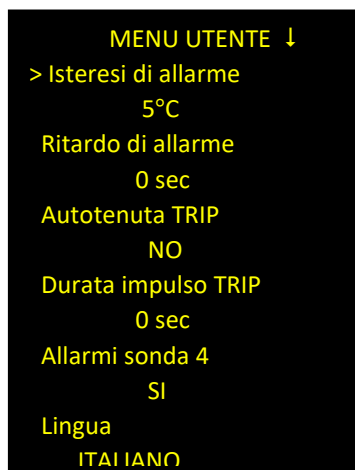 MENU UTENTE ↓
> Isteresi di allarme
5°C
Ritardo di allarme
0 sec
Autotenuta TRIP
NO
Durata impulso TRIP
0 sec
Allarmi sonda 4
SI
Lingua
ITALIANO